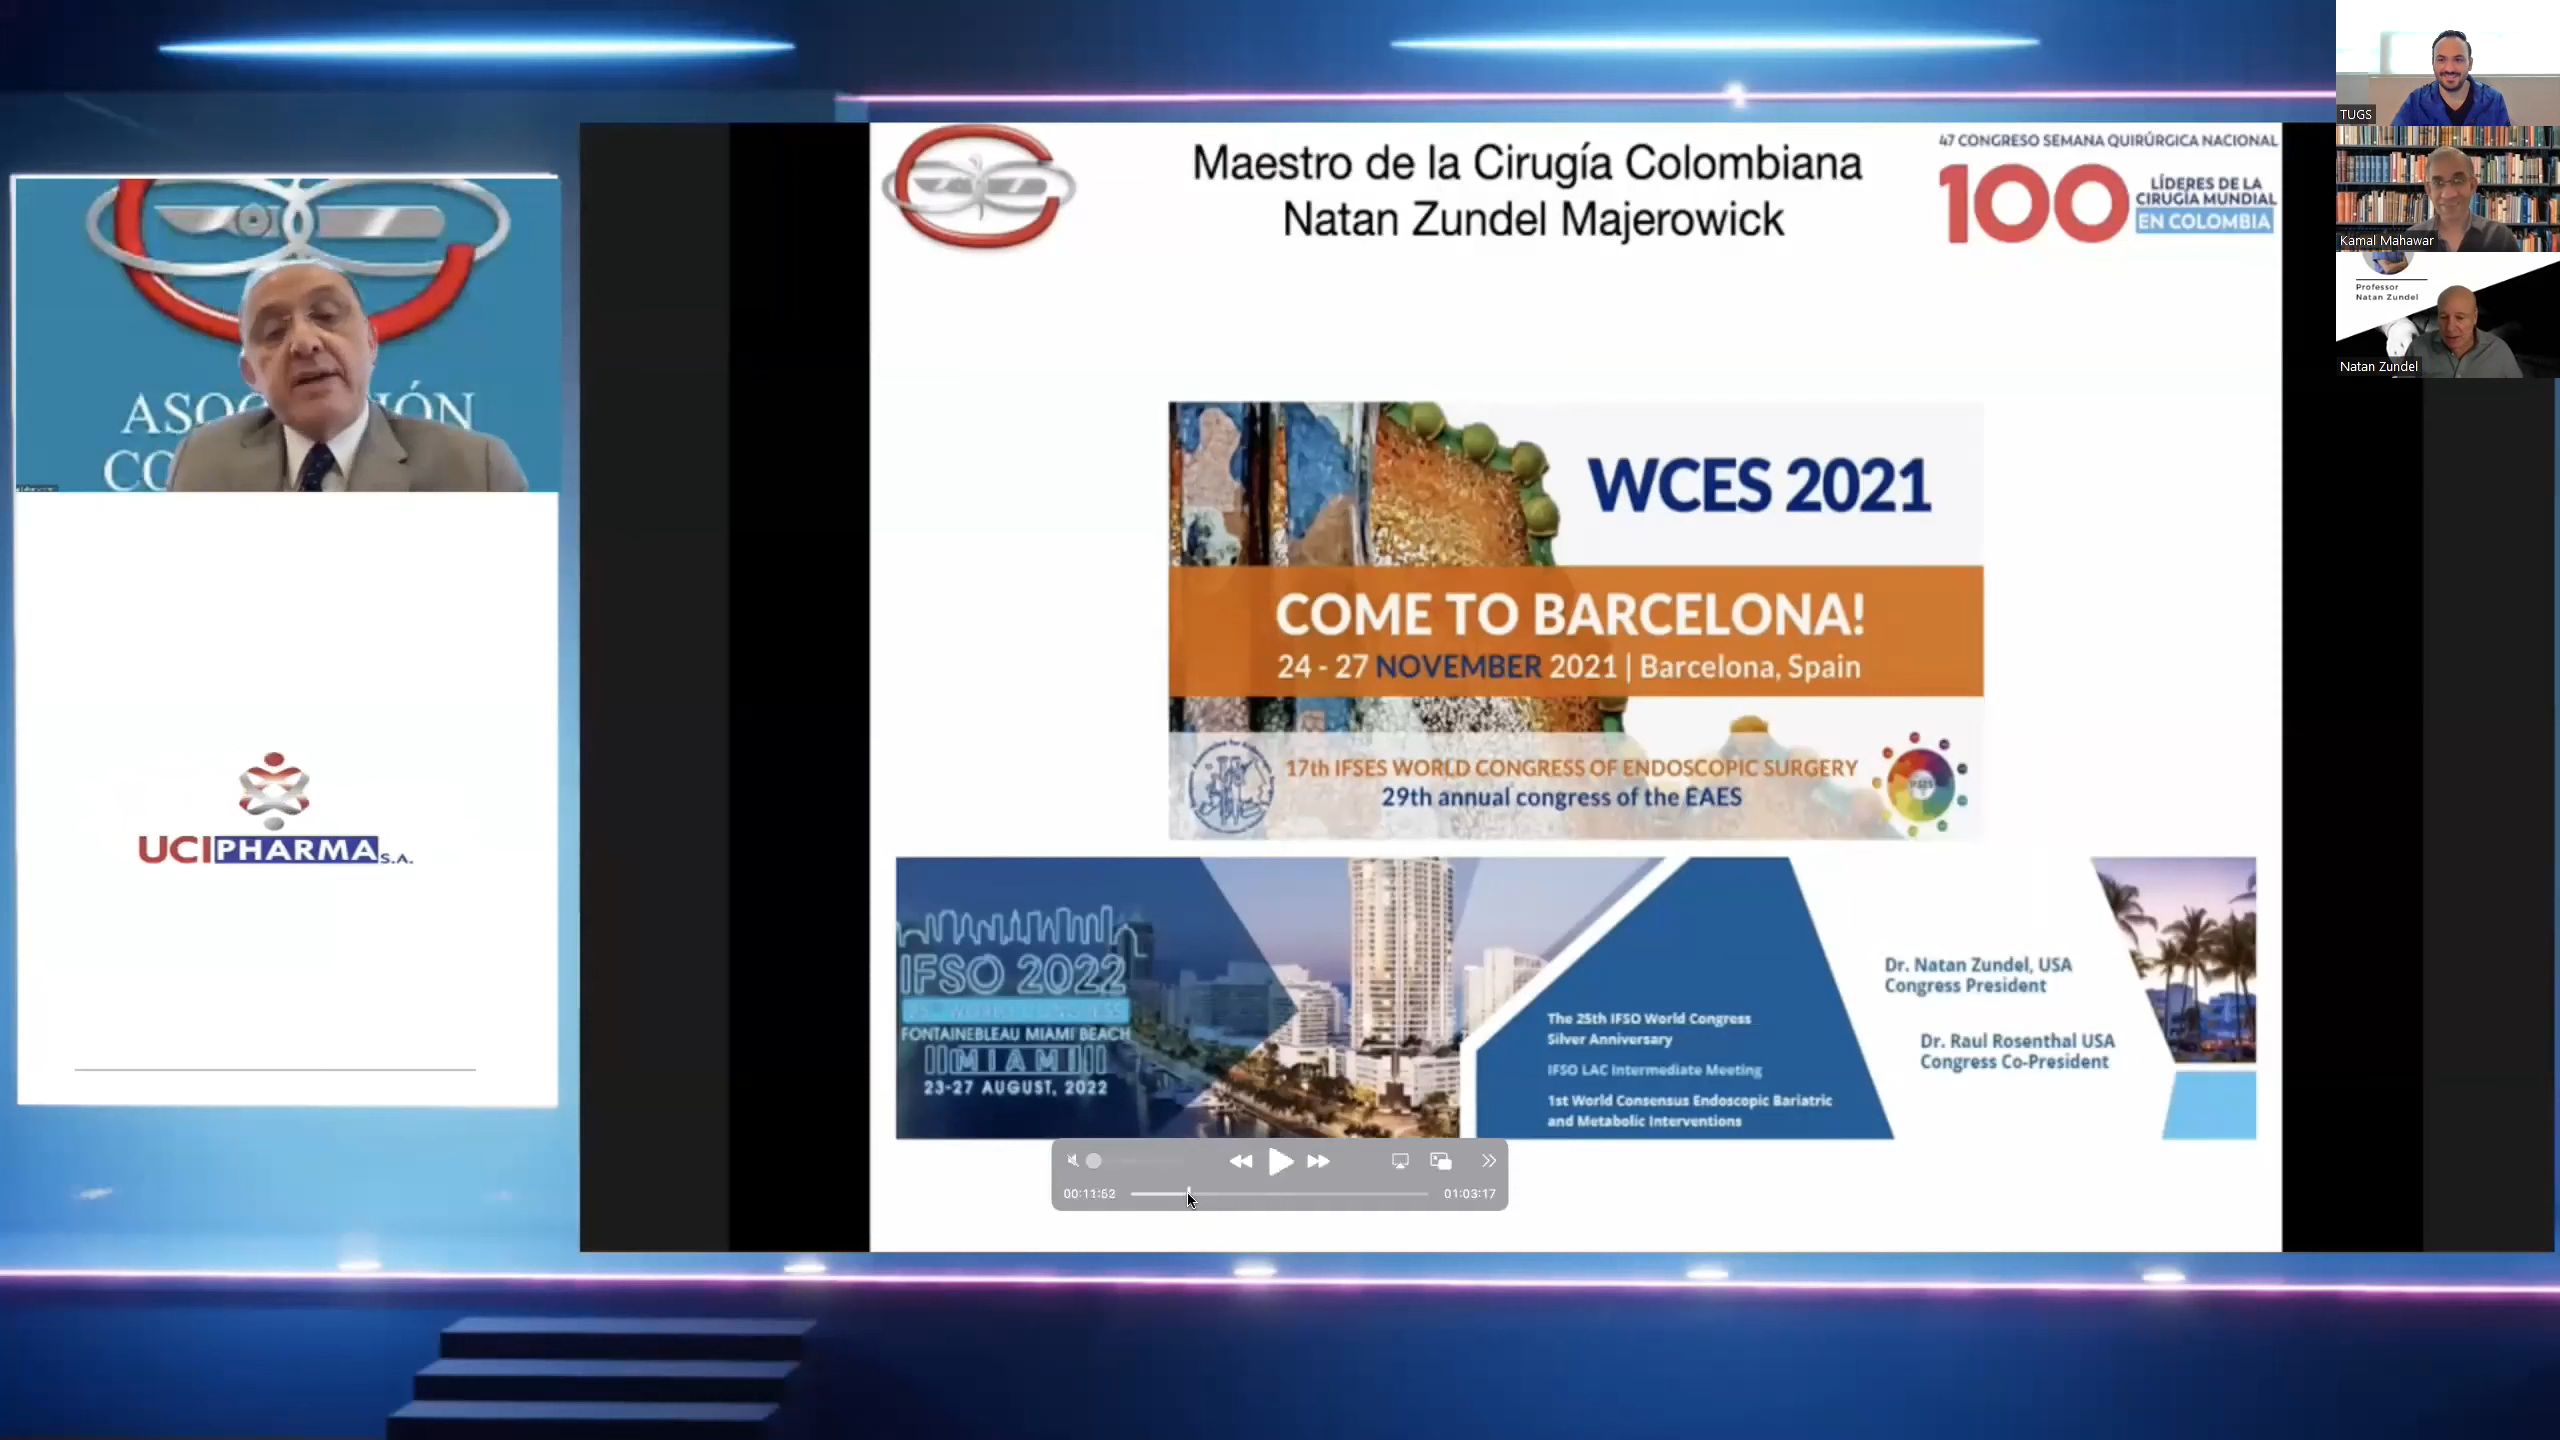 TUGS
Kamal Mahawar
Professor
Natan Zundel
Natan Zundel
Maestro de la Cirugía Colombiana
Natan Zundel Majerowick
47 CONGRESO SEMANA QUIRÚRGICA NACIONAL
100
LÍDERES DE LA
CIRUGÍA MUNDIAL
EN COLOMBIA
UCIPHARMA S.A.
WCES 2021
COME TO BARCELONA!
24 - 27 NOVEMBER 2021 | Barcelona, Spain
17th IFSES WORLD CONGRESS OF ENDOSCOPIC SURGERY
29th annual congress of the EAES
IFSO 2022
FONTAINEBLEAU MIAMI BEACH
MIAMI
23-27 AUGUST, 2022
The 25th IFSO World Congress
Silver Anniversary
IFSO LAC Intermediate Meeting
1st World Consensus Endoscopic Bariatric
and Metabolic Interventions
Dr. Natan Zundel, USA
Congress President
Dr. Raul Rosenthal USA
Congress Co-President
00:11:52
01:03:17